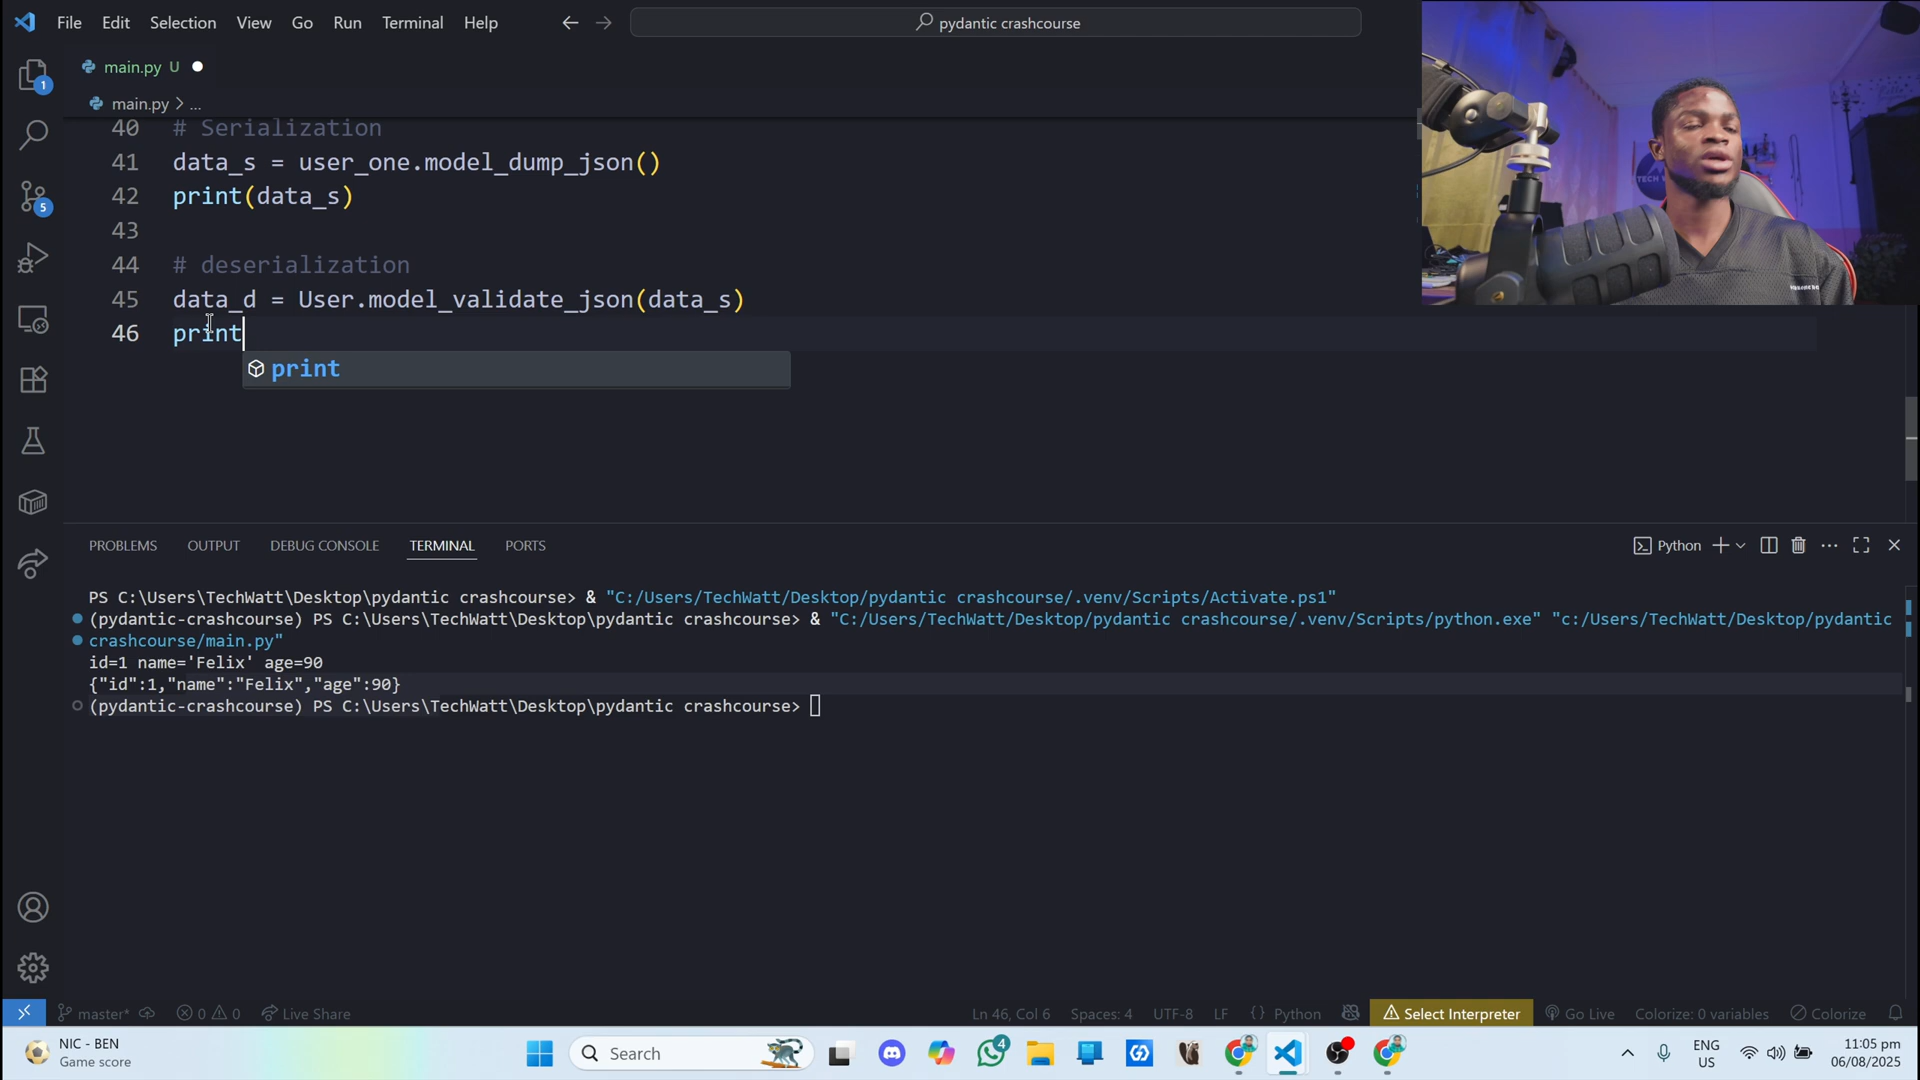 File Edit Selection View Go Run Terminal Help
pydantic crashcourse
main.py U
main.py > ...
40 # Serialization
41 data_s = user_one.model_dump_json()
42 print(data_s)
43
44 # deserialization
45 data_d = User.model_validate_json(data_s)
46 print
print
PROBLEMS OUTPUT DEBUG CONSOLE TERMINAL PORTS
Python
PS C:\Users\TechWatt\Desktop\pydantic crashcourse> & "C:/Users/TechWatt/Desktop/pydantic crashcourse/.venv/Scripts/Activate.ps1"
(pydantic-crashcourse) PS C:\Users\TechWatt\Desktop\pydantic crashcourse> & "C:/Users/TechWatt/Desktop/pydantic crashcourse/.venv/Scripts/python.exe" "c:/Users/TechWatt/Desktop/pydantic
crashcourse/main.py"
id=1 name='Felix' age=90
{"id":1,"name":"Felix","age":90}
(pydantic-crashcourse) PS C:\Users\TechWatt\Desktop\pydantic crashcourse>
1
5
master* 0 0 Live Share
Ln 46, Col 6 Spaces: 4 UTF-8 LF {} Python Select Interpreter Go Live Colorize: 0 variables Colorize
NIC - BEN
Game score
Search
4
ENG
US
11:05 pm
06/08/2025